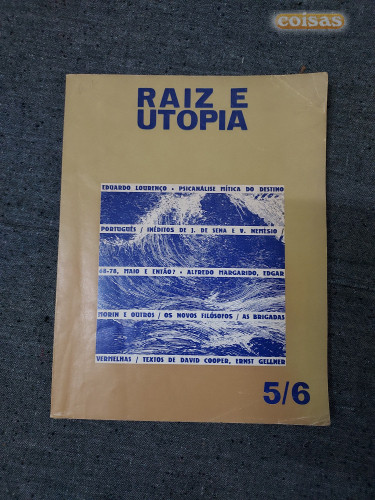 coisas
RAIZ E
UTOPIA
EDUARDO LOURENÇO • PSICANÁLISE MÍTICA DO DESTINO
PORTUGUÊS / INÉDITOS DE J. DE SENA E V. NEMÉSIO /
68-78, MAIO E ENTÃO? • ALFREDO MARGARIDO, EDGAR
MORIN E OUTROS / OS NOVOS FILÓSOFOS / AS BRIGADAS
VERMELHAS / TEXTOS DE DAVID COOPER, ERNST GELLNER
5/6